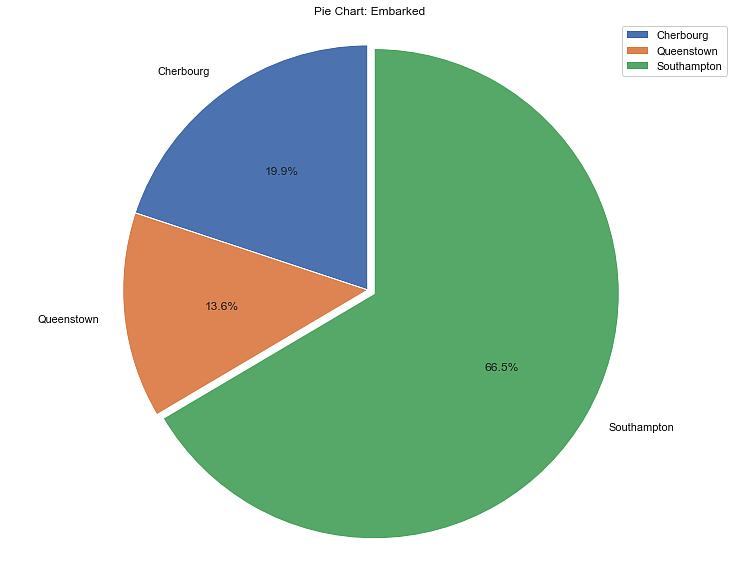 Pie Chart: Embarked
Cherbourg
Queenstown
Southampton
Cherbourg
19.9%
13.6%
Queenstown
66.5%
Southampton